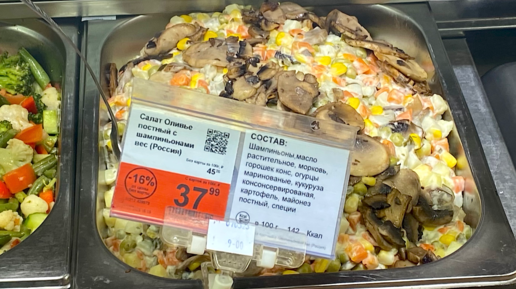 Салат Оливье
постный с
шампиньонами
вес (Россия)
45
-16%
37 99
СОСТАВ:
Шампиньоны, масло
растительное, морковь,
горошек конс. огурцы
маринованные, кукуруза
консервированная,
картофель, майонез
постный, специи
в 100 г. 142 Ккал